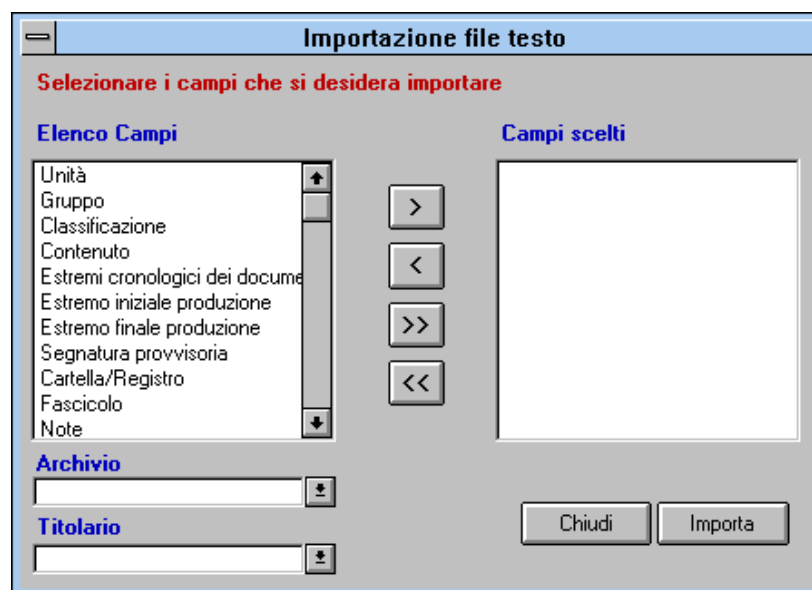 Importazione file testo
Selezionare i campi che si desidera importare
Elenco Campi
Campi scelti
Unità
Gruppo
Classificazione
Contenuto
Estremi cronologici dei docume
Estremo iniziale produzione
Estremo finale produzione
Segnatura provvisoria
Cartella/Registro
Fascicolo
Note
>
<
>>
<<
Archivio
Titolario
Chiudi
Importa